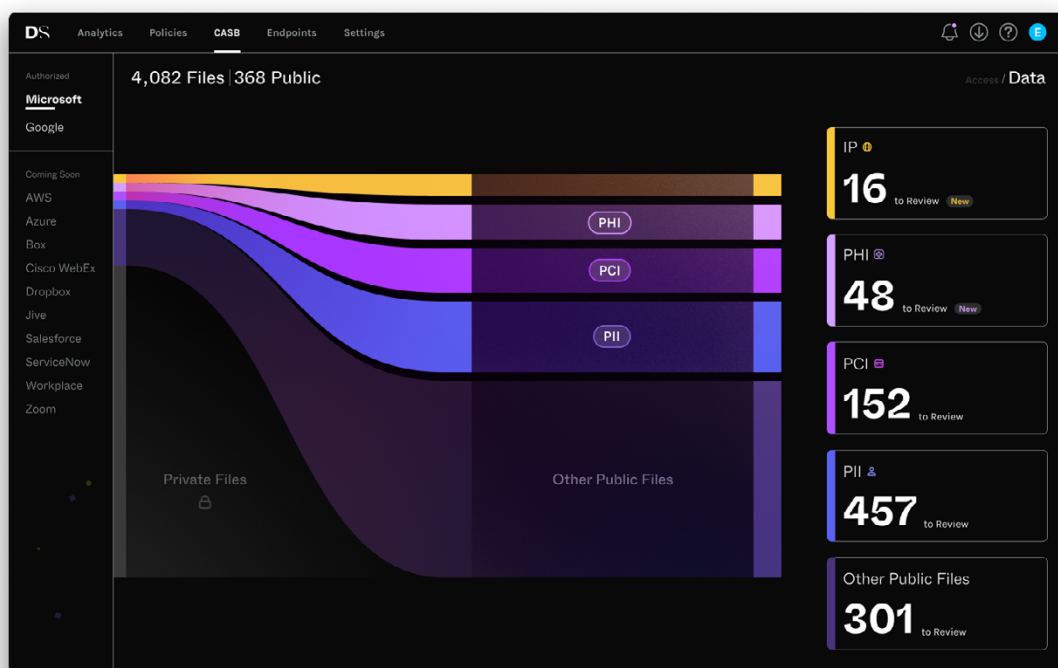 DS Analytics Policies CASB Endpoints Settings E
Authorized
Microsoft
Google
Coming Soon
AWS
Azure
Box
Cisco WebEx
Dropbox
Jive
Salesforce
ServiceNow
Workplace
Zoom
4,082 Files | 368 Public
Access / Data
PHI
PCI
PII
Private Files
Other Public Files
IP
16 to Review New
PHI
48 to Review New
PCI
152 to Review
PII
457 to Review
Other Public Files
301 to Review